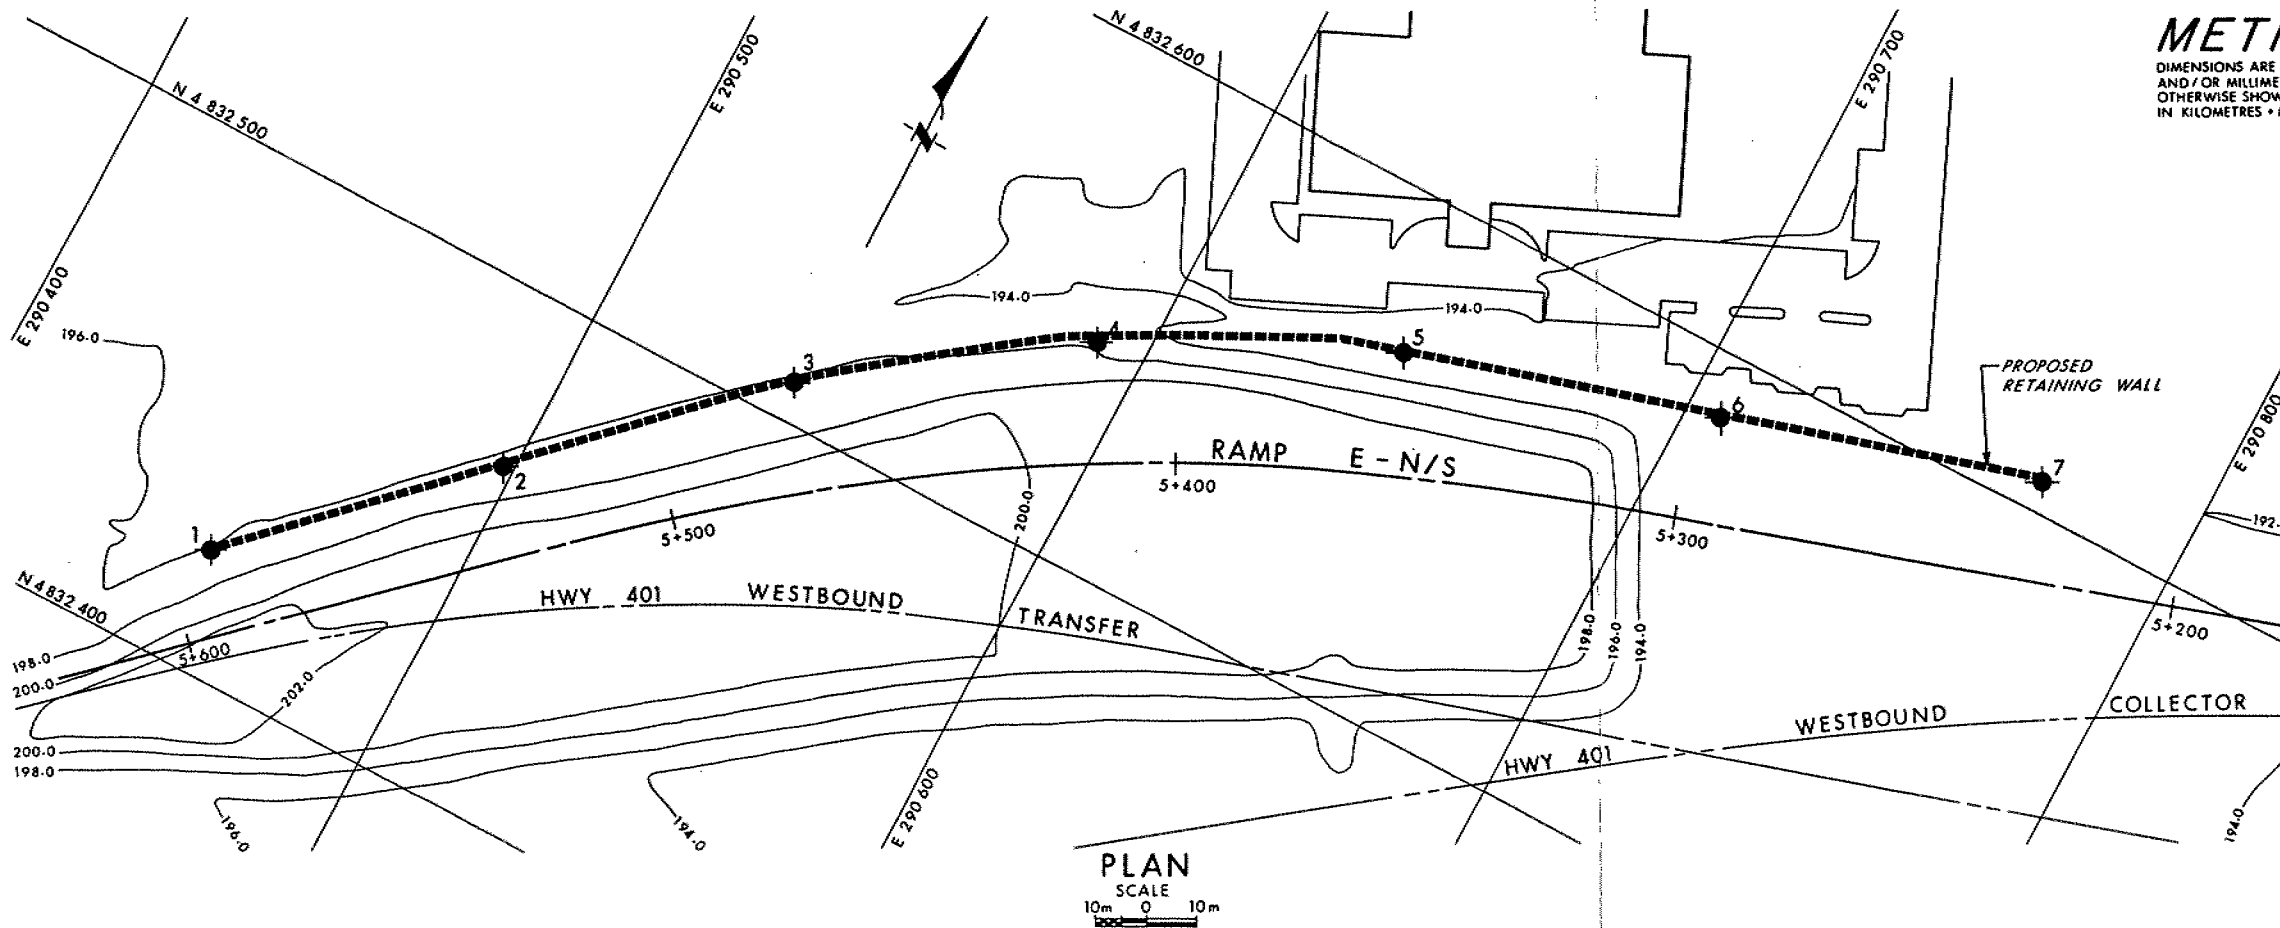 METR
DIMENSIONS ARE
AND/OR MILLIME
OTHERWISE SHOW
IN KILOMETRES +
N 4 832 500
E 290 500
N 4 832 600
E 290 700
E 290 400
N
196.0
194.0
194.0
1
2
3
4
5
6
7
PROPOSED
RETAINING WALL
E 290 800
RAMP E-N/S
5+400
5+500
5+300
200.0
192.
N 4 832 400
HWY 401 WESTBOUND TRANSFER
5+600
5+200
198.0
200.0
202.0
198.0
196.0
194.0
200.0
198.0
HWY 401 WESTBOUND COLLECTOR
196.0
194.0
E 290 600
194.0
PLAN
SCALE
10m 0 10m